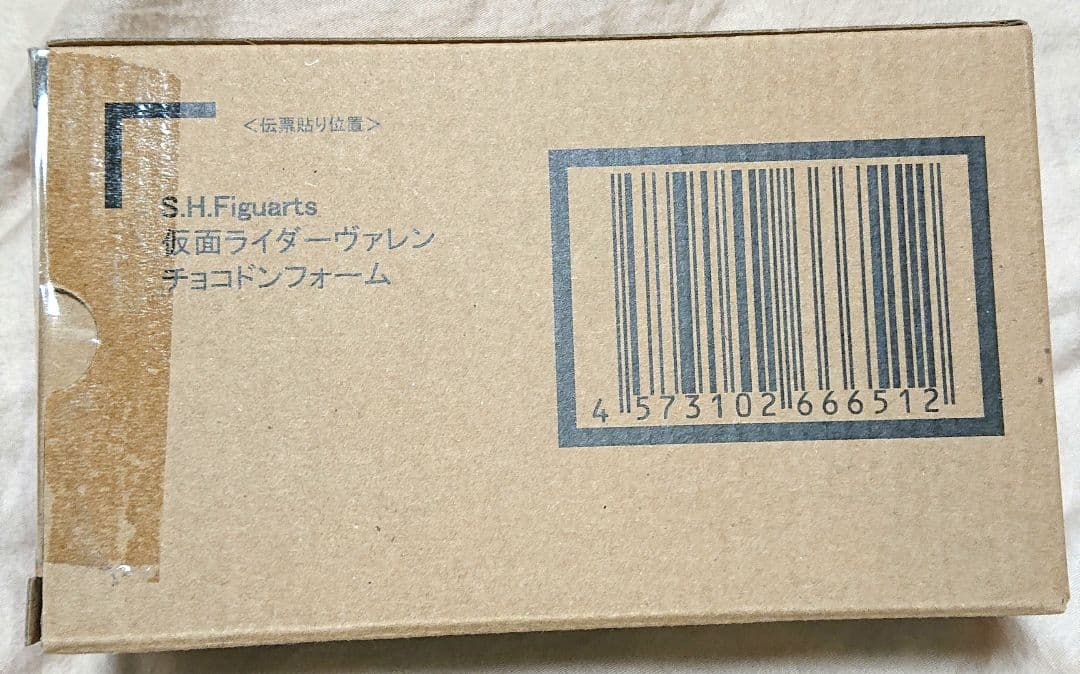 ＜伝票貼り位置＞
S.H.Figuarts
仮面ライダーヴァレン
チョコドンフォーム
4 573102 666512